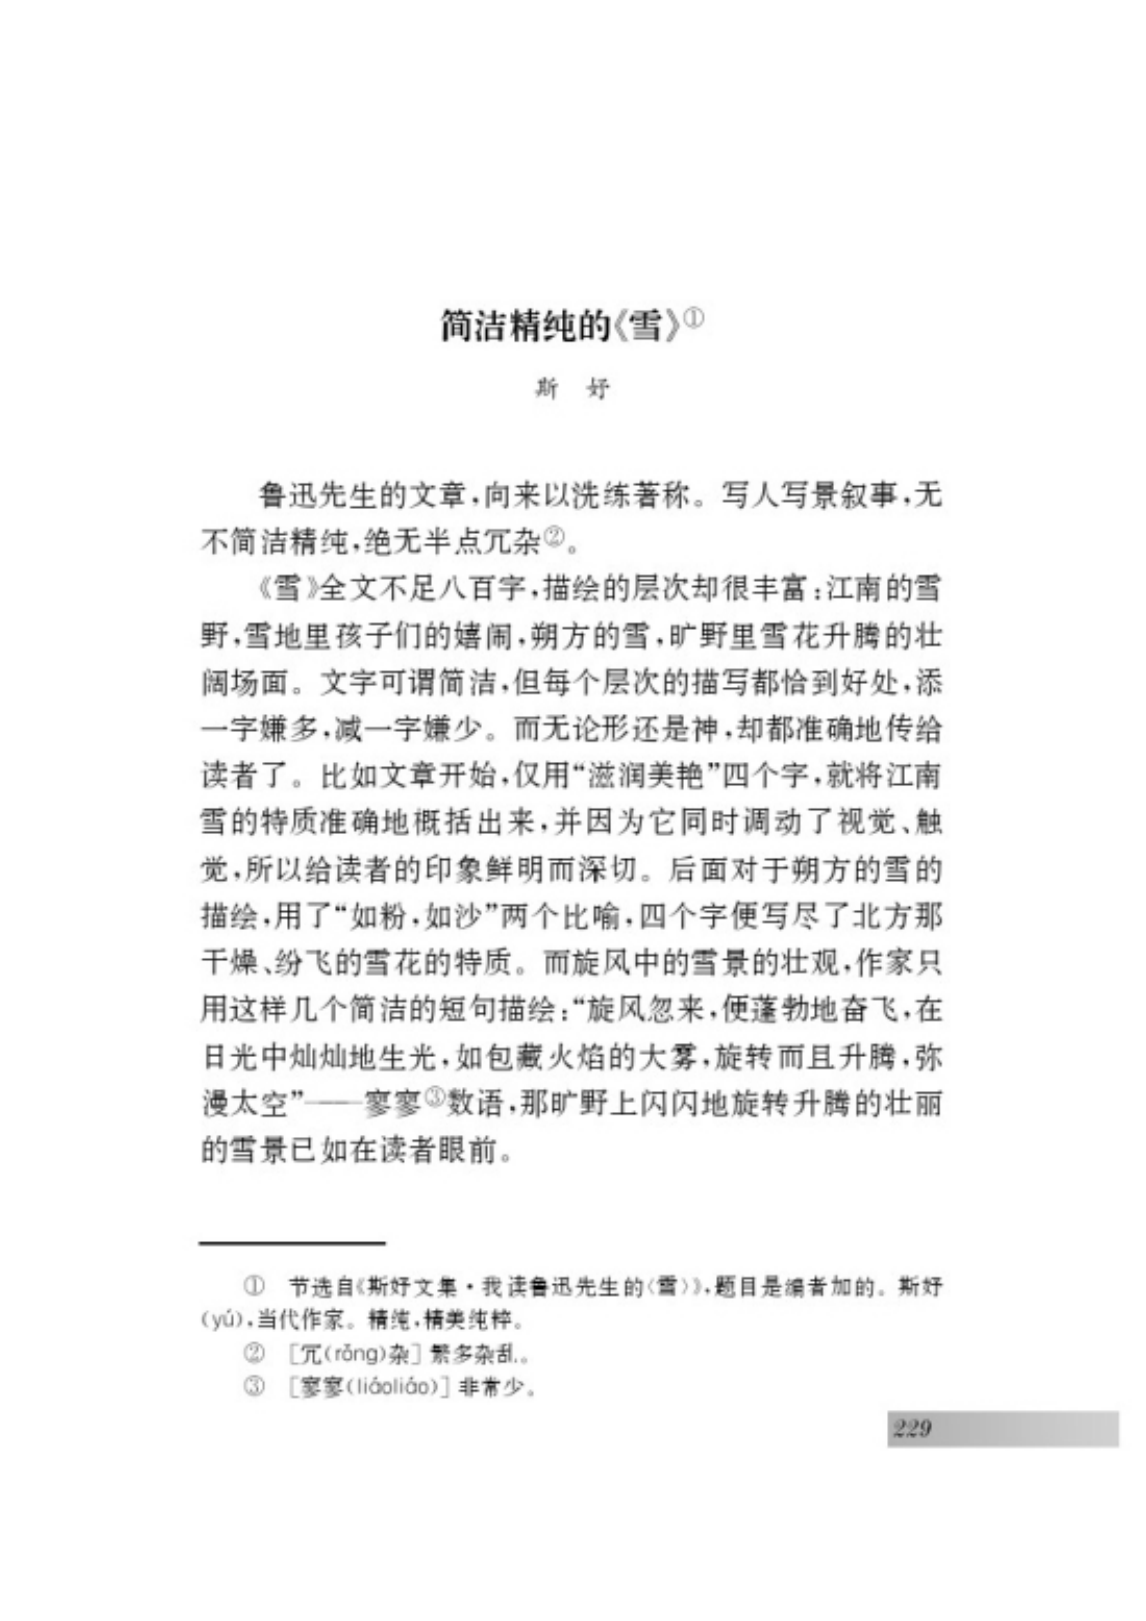 简洁精纯的《雪》①
斯 妤
鲁迅先生的文章，向来以洗练著称。写人写景叙事，无
不简洁精纯，绝无半点冗杂②。
《雪》全文不足八百字，描绘的层次却很丰富：江南的雪
野，雪地里孩子们的嬉闹，朔方的雪，旷野里雪花升腾的壮
阔场面。文字可谓简洁，但每个层次的描写都恰到好处，添
一字嫌多，减一字嫌少。而无论形还是神，却都准确地传给
读者了。比如文章开始，仅用“滋润美艳”四个字，就将江南
雪的特质准确地概括出来，并因为它同时调动了视觉、触
觉，所以给读者的印象鲜明而深切。后面对于朔方的雪的
描绘，用了“如粉，如沙”两个比喻，四个字便写尽了北方那
干燥、纷飞的雪花的特质。而旋风中的雪景的壮观，作家只
用这样几个简洁的短句描绘：“旋风忽来，便蓬勃地奋飞，在
日光中灿灿地生光，如包藏火焰的大雾，旋转而且升腾，弥
漫太空”——寥寥③数语，那旷野上闪闪地旋转升腾的壮丽
的雪景已如在读者眼前。
① 节选自《斯妤文集·我读鲁迅先生的〈雪〉》，题目是编者加的。斯妤
(yú)，当代作家。精纯，精美纯粹。
② ［冗(rǒng)杂］繁多杂乱。
③ ［寥寥(liáoliáo)］非常少。
229